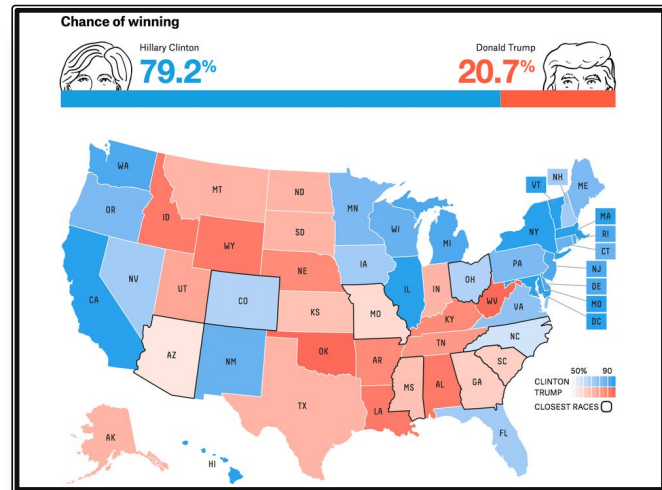 Chance of winning
Hillary Clinton
79.2%
Donald Trump
20.7%
WA
OR
CA
NV
ID
MT
WY
UT
AZ
CO
NM
ND
SD
NE
KS
OK
TX
MN
IA
MO
AR
LA
WI
IL
MI
IN
OH
KY
TN
MS
AL
GA
FL
SC
NC
VA
WV
PA
NY
VT
NH
ME
MA
RI
CT
NJ
DE
MD
DC
AK
HI
50% 90
CLINTON
TRUMP
CLOSEST RACES